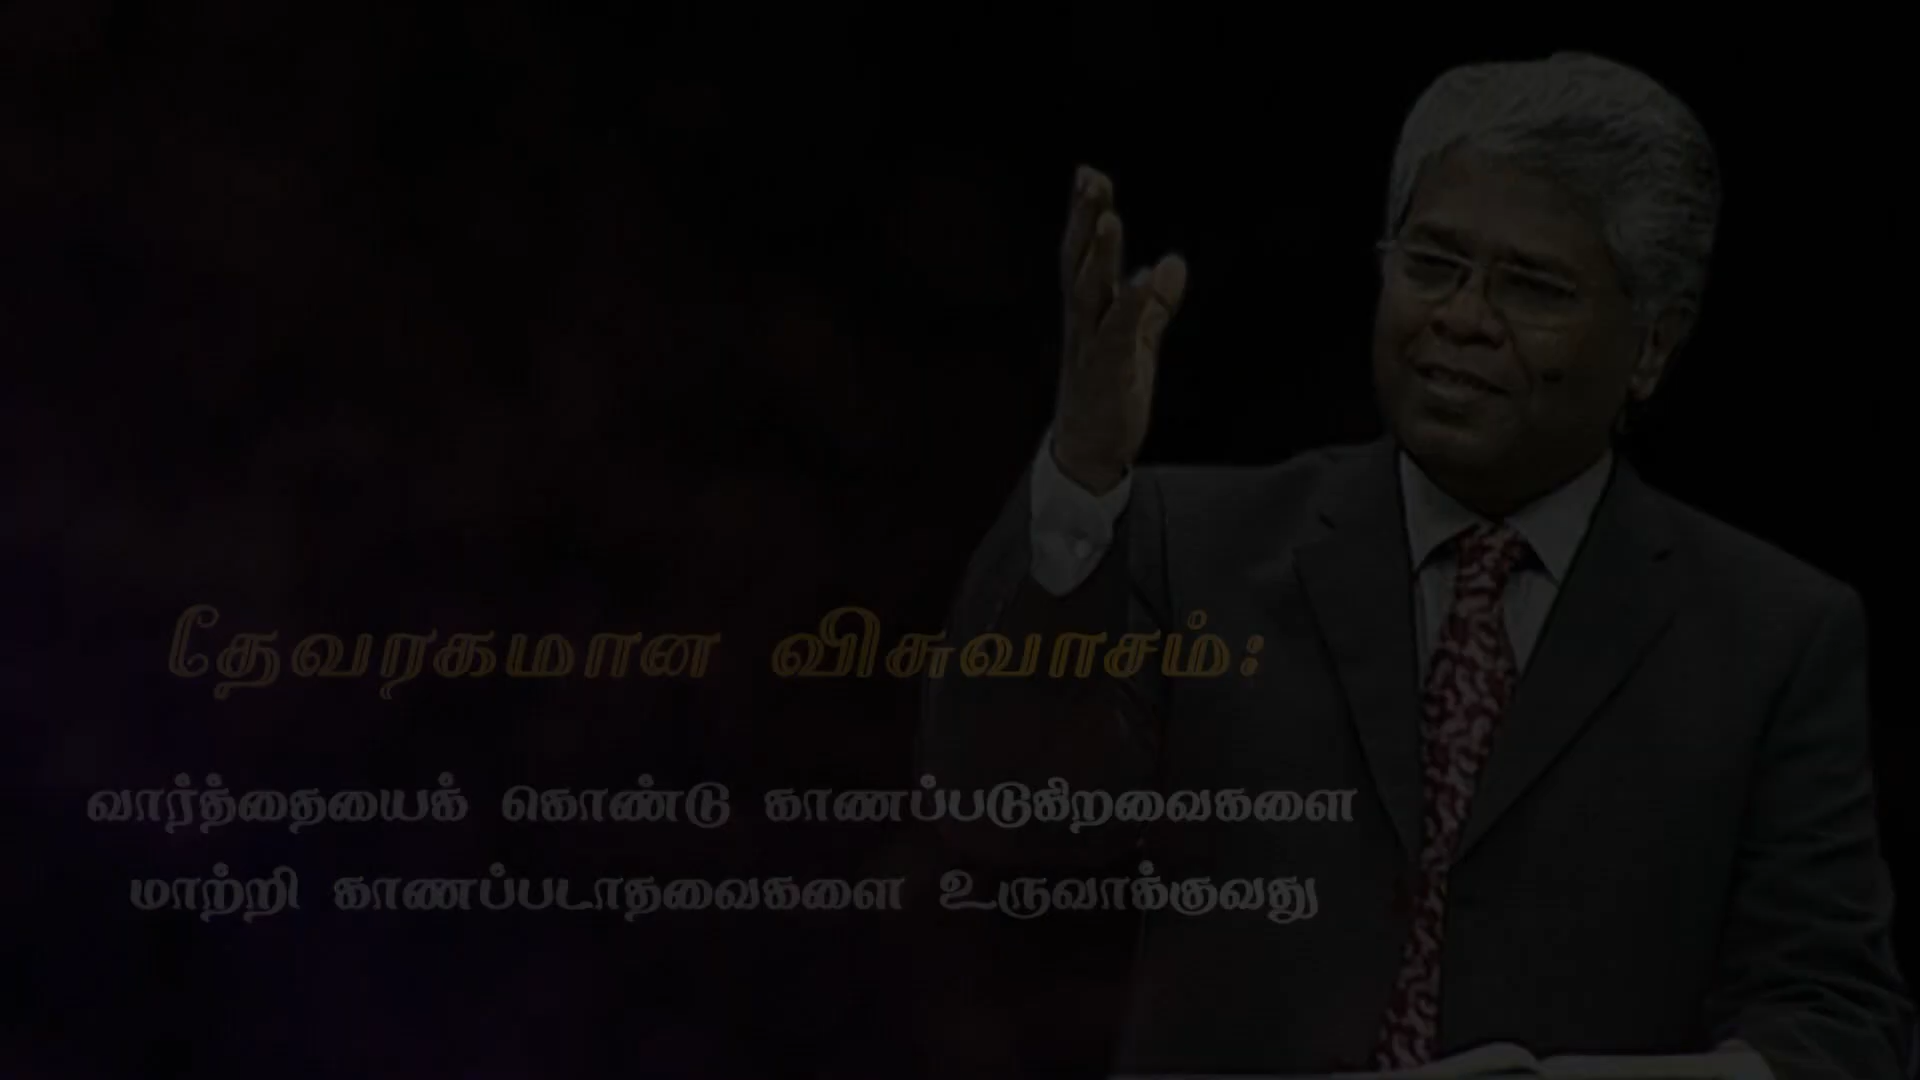 தேவரகமான விசுவாசம்:
வார்த்தையைக் கொண்டு காணப்படுகிறவைகளை
மாற்றி காணப்படாதவைகளை உருவாக்குவது